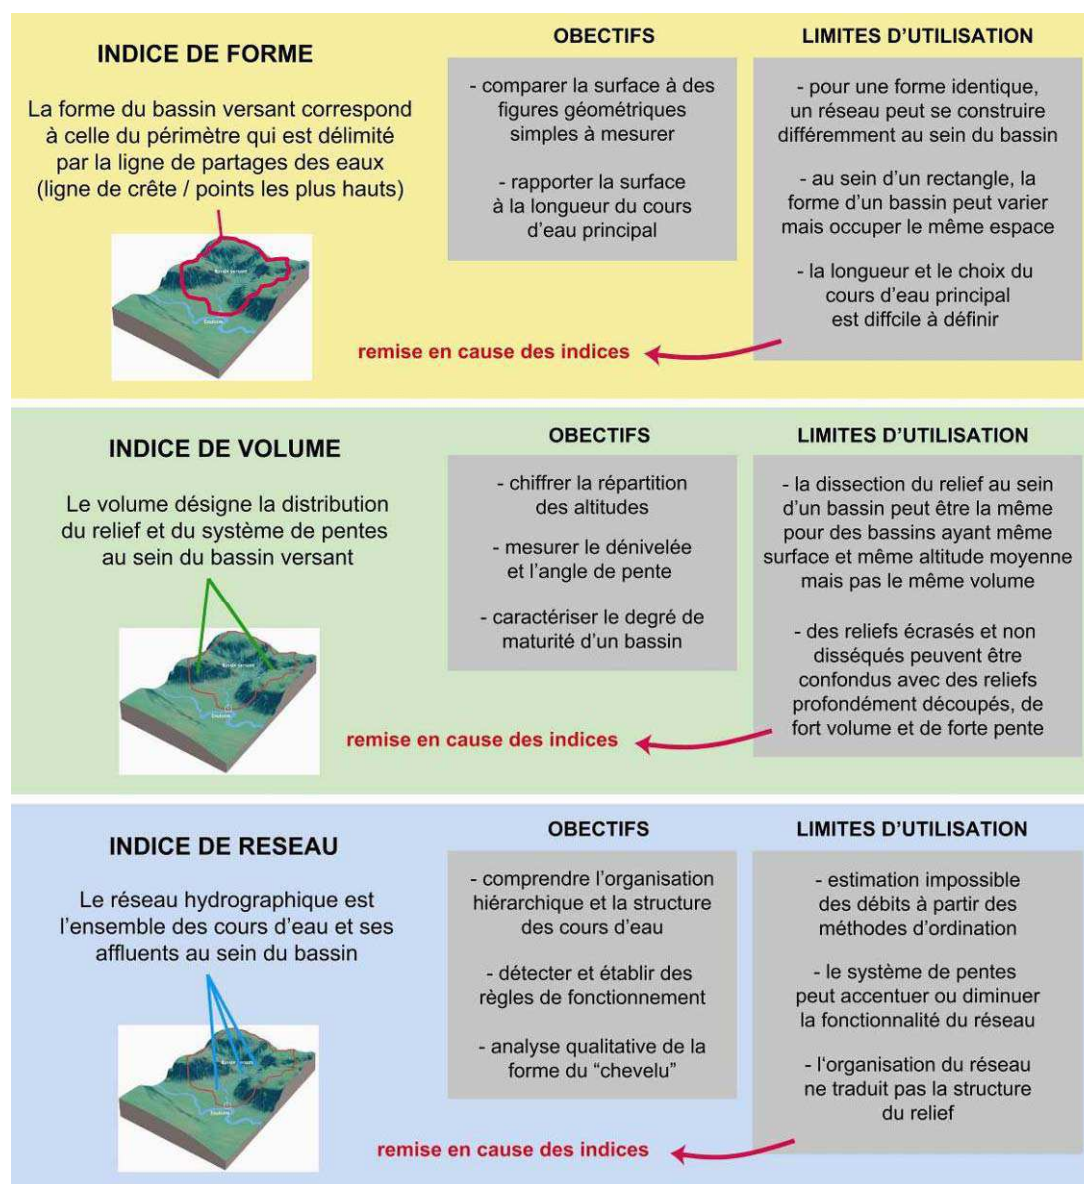 INDICE DE FORME
La forme du bassin versant correspond
à celle du périmètre qui est délimité
par la ligne de partages des eaux
(ligne de crête / points les plus hauts)
OBECTIFS
- comparer la surface à des
figures géométriques
simples à mesurer
- rapporter la surface
à la longueur du cours
d'eau principal
LIMITES D'UTILISATION
- pour une forme identique,
un réseau peut se construire
différemment au sein du bassin
- au sein d'un rectangle, la
forme d'un bassin peut varier
mais occuper le même espace
- la longueur et le choix du
cours d'eau principal
est diffcile à définir
remise en cause des indices
INDICE DE VOLUME
Le volume désigne la distribution
du relief et du système de pentes
au sein du bassin versant
OBECTIFS
- chiffrer la répartition
des altitudes
- mesurer le dénivelée
et l'angle de pente
- caractériser le degré de
maturité d'un bassin
LIMITES D'UTILISATION
- la dissection du relief au sein
d'un bassin peut être la même
pour des bassins ayant même
surface et même altitude moyenne
mais pas le même volume
- des reliefs écrasés et non
disséqués peuvent être
confondus avec des reliefs
profondément découpés, de
fort volume et de forte pente
remise en cause des indices
INDICE DE RESEAU
Le réseau hydrographique est
l'ensemble des cours d'eau et ses
affluents au sein du bassin
OBECTIFS
- comprendre l'organisation
hiérarchique et la structure
des cours d'eau
- détecter et établir des
règles de fonctionnement
- analyse qualitative de la
forme du "chevelu"
LIMITES D'UTILISATION
- estimation impossible
des débits à partir des
méthodes d'ordination
- le système de pentes
peut accentuer ou diminuer
la fonctionnalité du réseau
- l'organisation du réseau
ne traduit pas la structure
du relief
remise en cause des indices